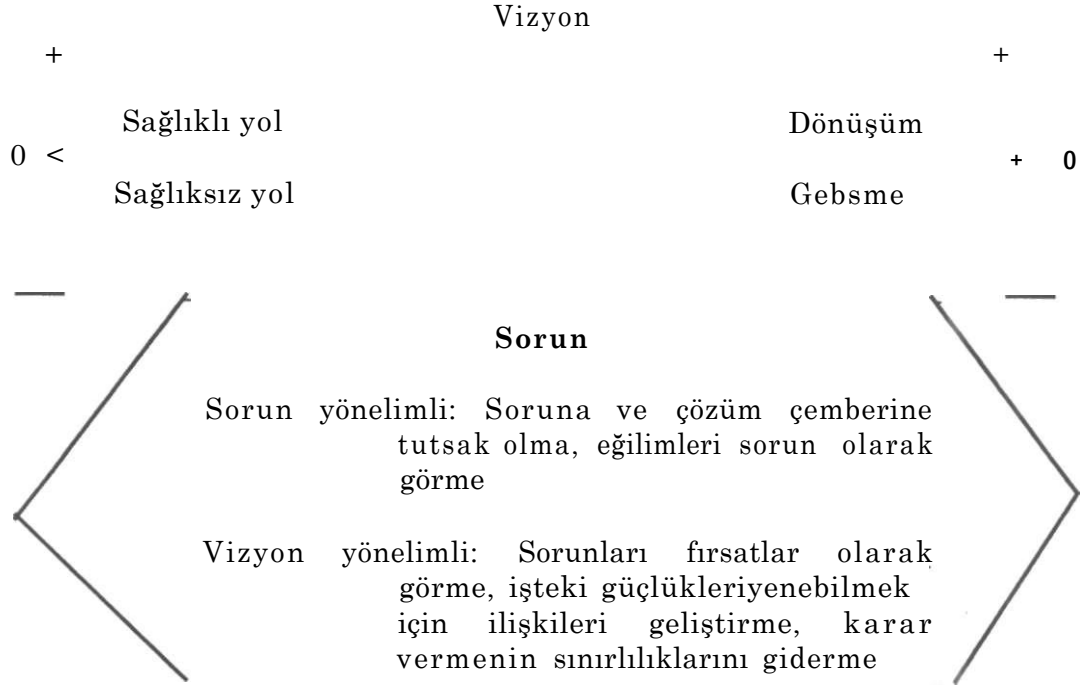 Vizyon
+ +
Sağlıklı yol Dönüşüm
0 < + 0
Sağlıksız yol Gebsme
— —
Sorun
Sorun yönelimli: Soruna ve çözüm çemberine
tutsak olma, eğilimleri sorun olarak
görme
Vizyon yönelimli: Sorunları fırsatlar olarak
görme, işteki güçlükleriyenebilmek
için ilişkileri geliştirme, karar
vermenin sınırlılıklarını giderme